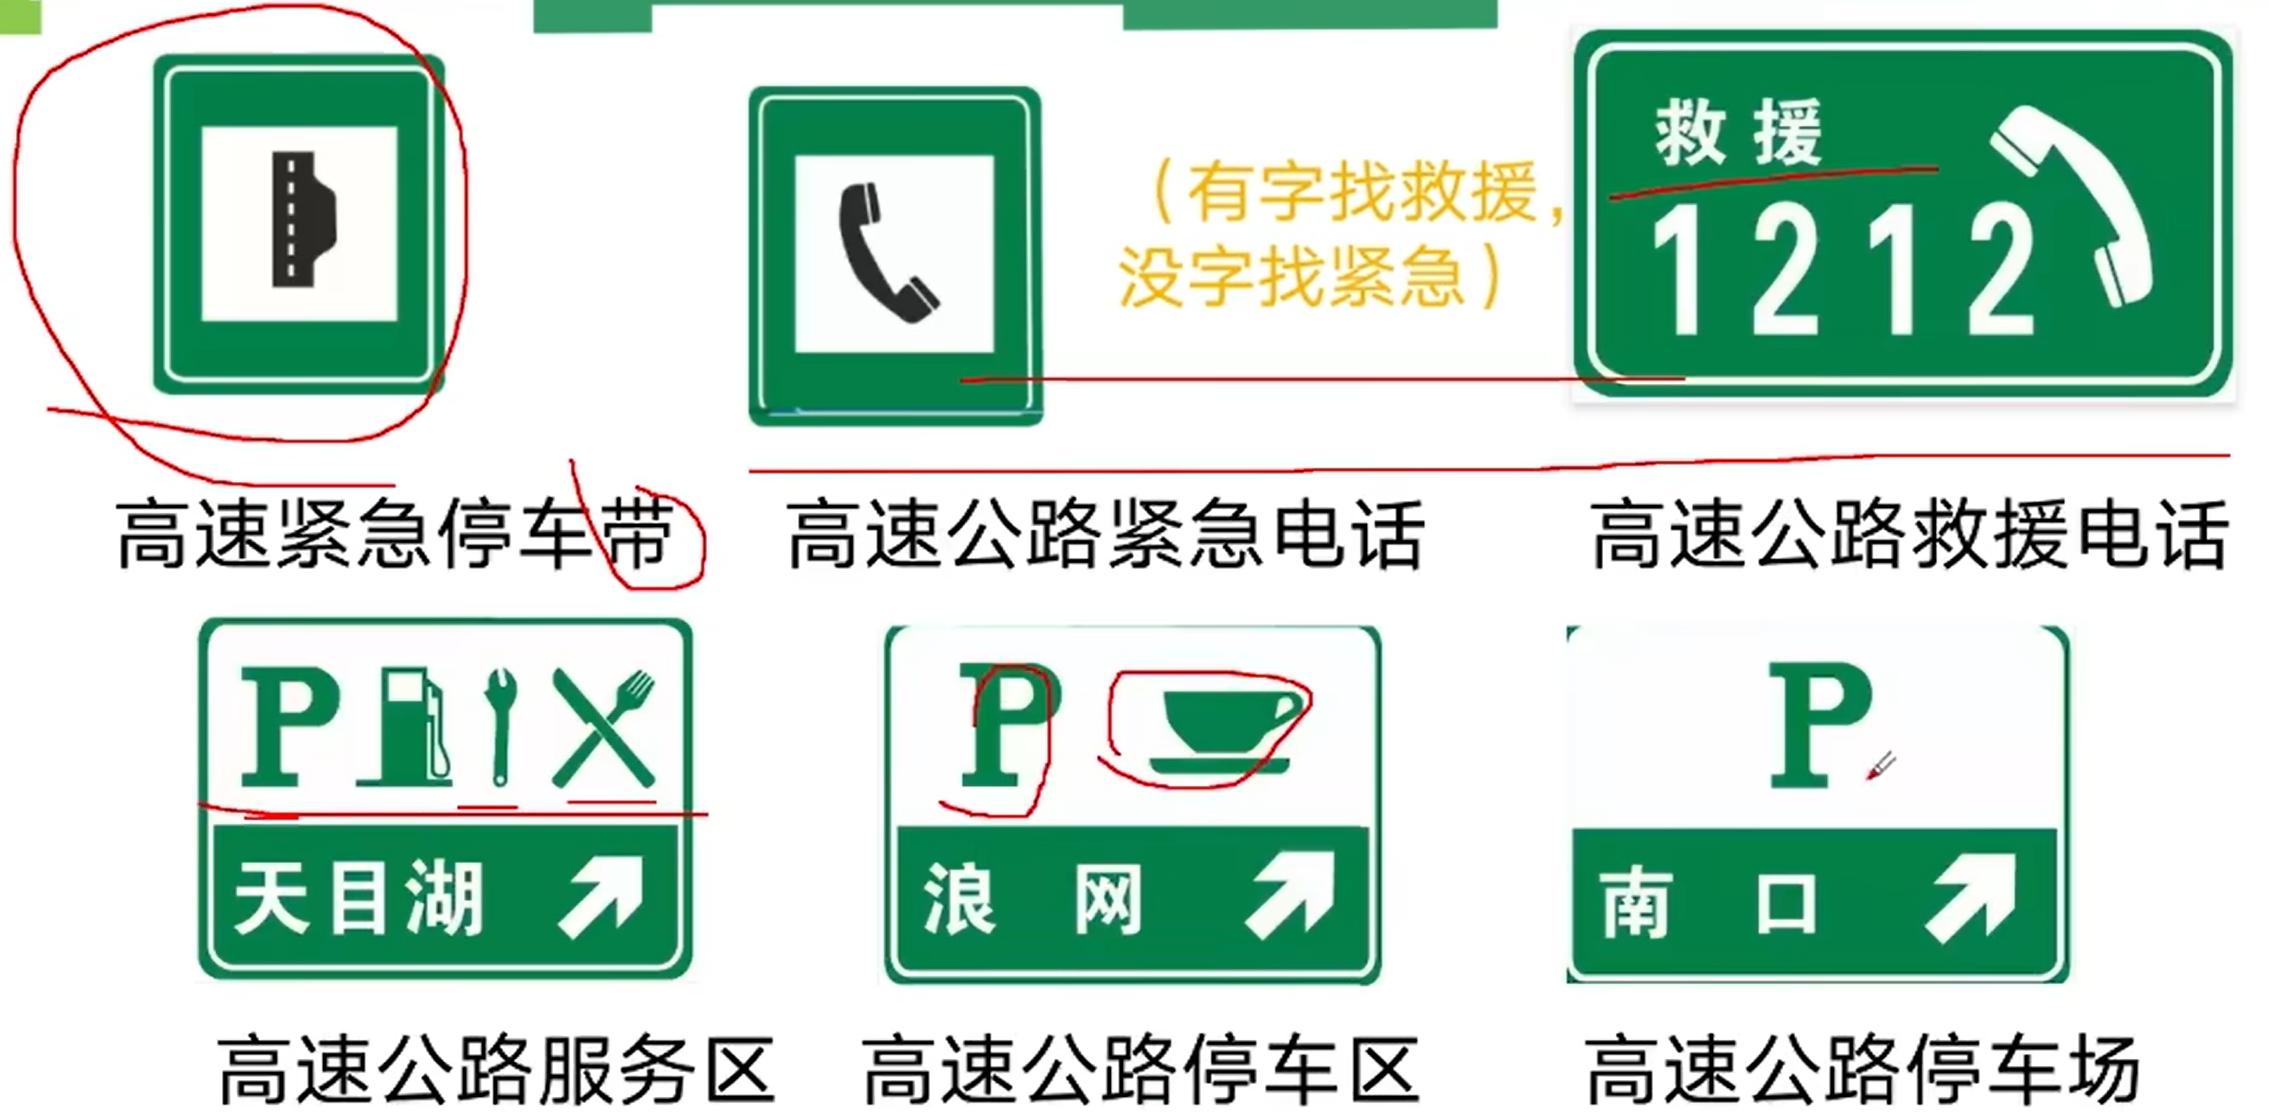 救援
1212
(有字找救援,
没字找紧急)
高速紧急停车带
高速公路紧急电话
高速公路救援电话
P
天目湖
P
浪网
P
南口
高速公路服务区
高速公路停车区
高速公路停车场